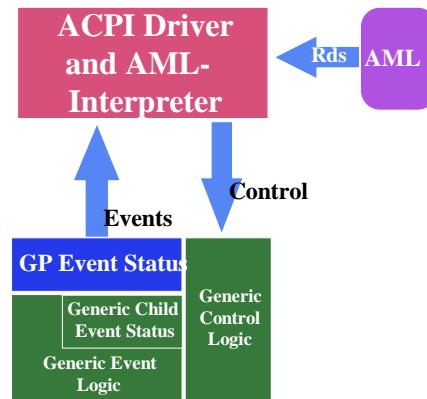 ACPI Driver
and AML-
Interpreter
Rds
AML
Control
Events
GP Event Status
Generic Child
Event Status
Generic
Control
Logic
Generic Event
Logic